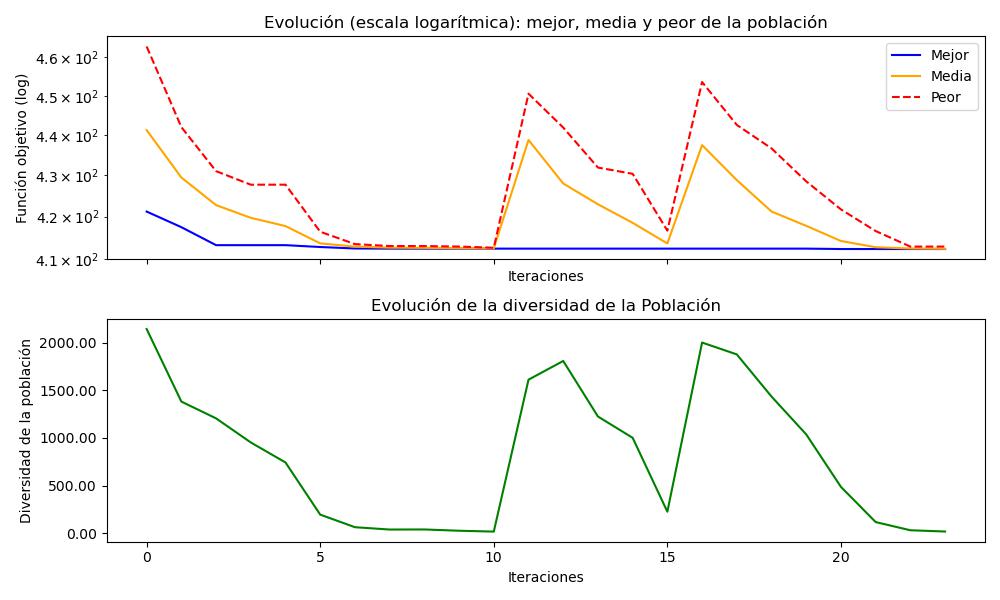 Evolución (escala logarítmica): mejor, media y peor de la población
Función objetivo (log)
4.6 × 10²
4.5 × 10²
4.4 × 10²
4.3 × 10²
4.2 × 10²
4.1 × 10²
Mejor
Media
Peor
Iteraciones
Evolución de la diversidad de la Población
Diversidad de la población
2000.00
1500.00
1000.00
500.00
0.00
0 5 10 15 20
Iteraciones